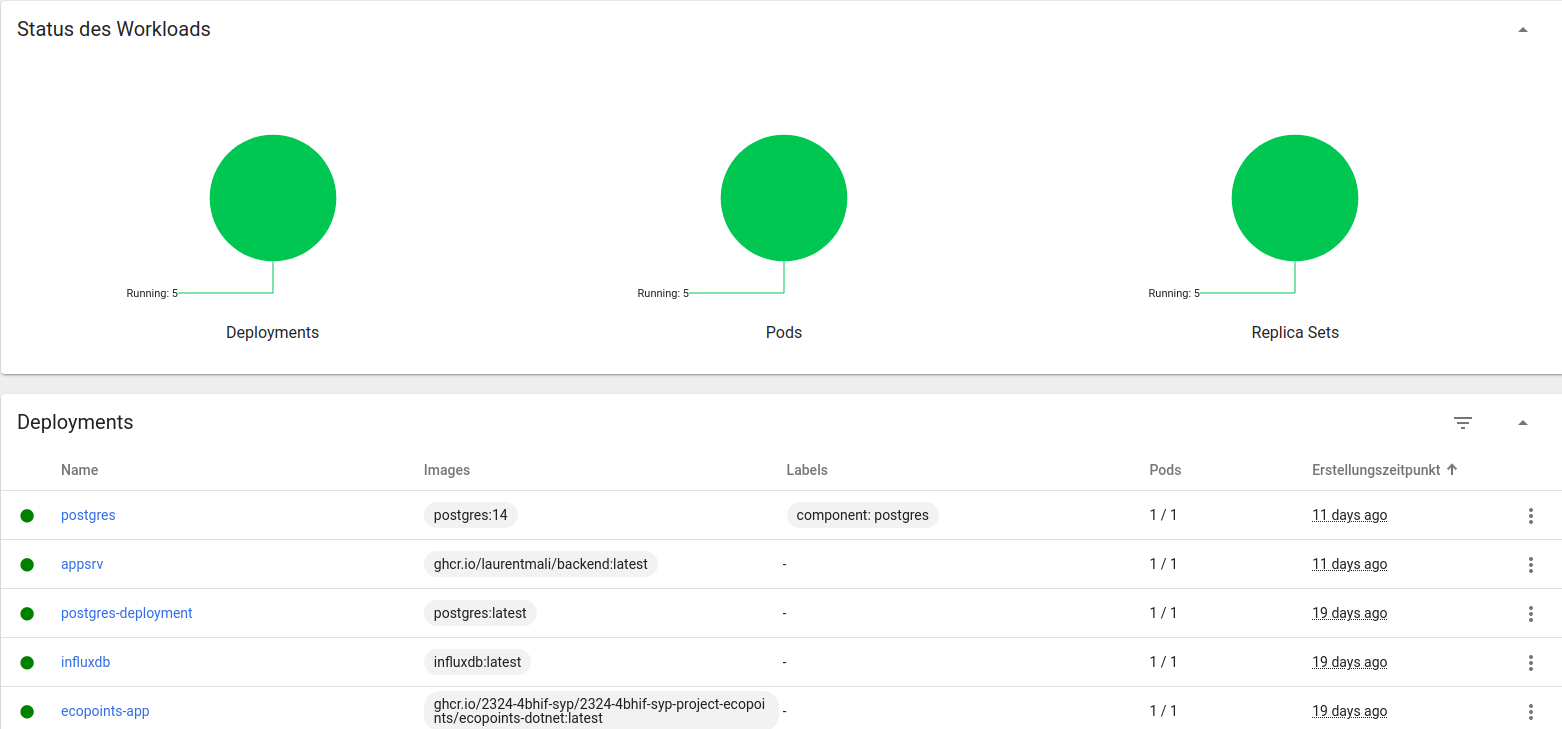 Status des Workloads
Running: 5
Running: 5
Running: 5
Deployments
Pods
Replica Sets
Deployments
Name Images Labels Pods Erstellungszeitpunkt
postgres postgres:14 component: postgres 1 / 1 11 days ago
appsrv ghcr.io/laurentmali/backend:latest - 1 / 1 11 days ago
postgres-deployment postgres:latest - 1 / 1 19 days ago
influxdb influxdb:latest - 1 / 1 19 days ago
ecopoints-app ghcr.io/2324-4bhif-syp/2324-4bhif-syp-project-ecopoi - 1 / 1 19 days ago
nts/ecopoints-dotnet:latest